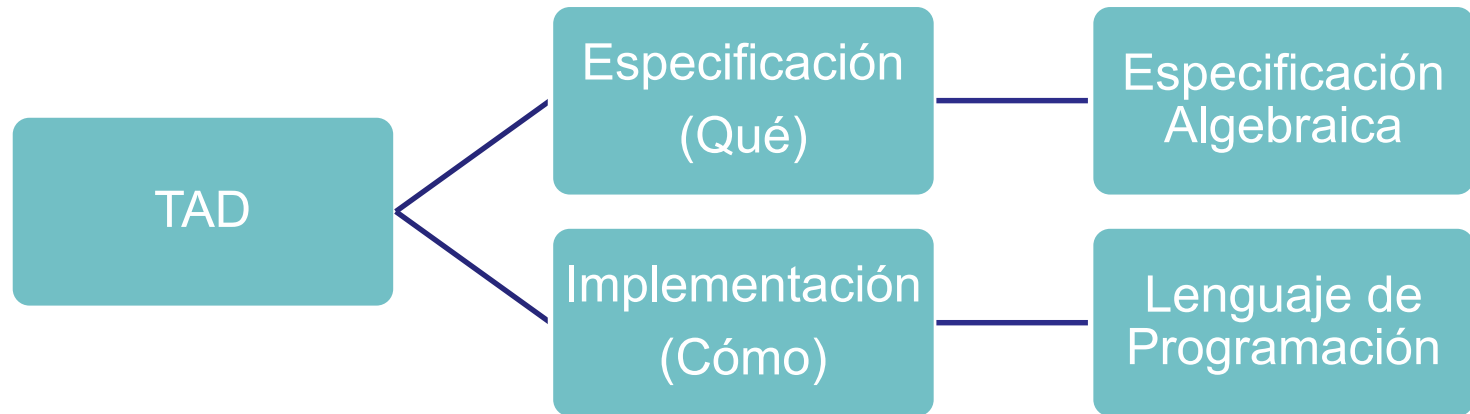 TAD
Especificación
(Qué)
Especificación
Algebraica
Implementación
(Cómo)
Lenguaje de
Programación